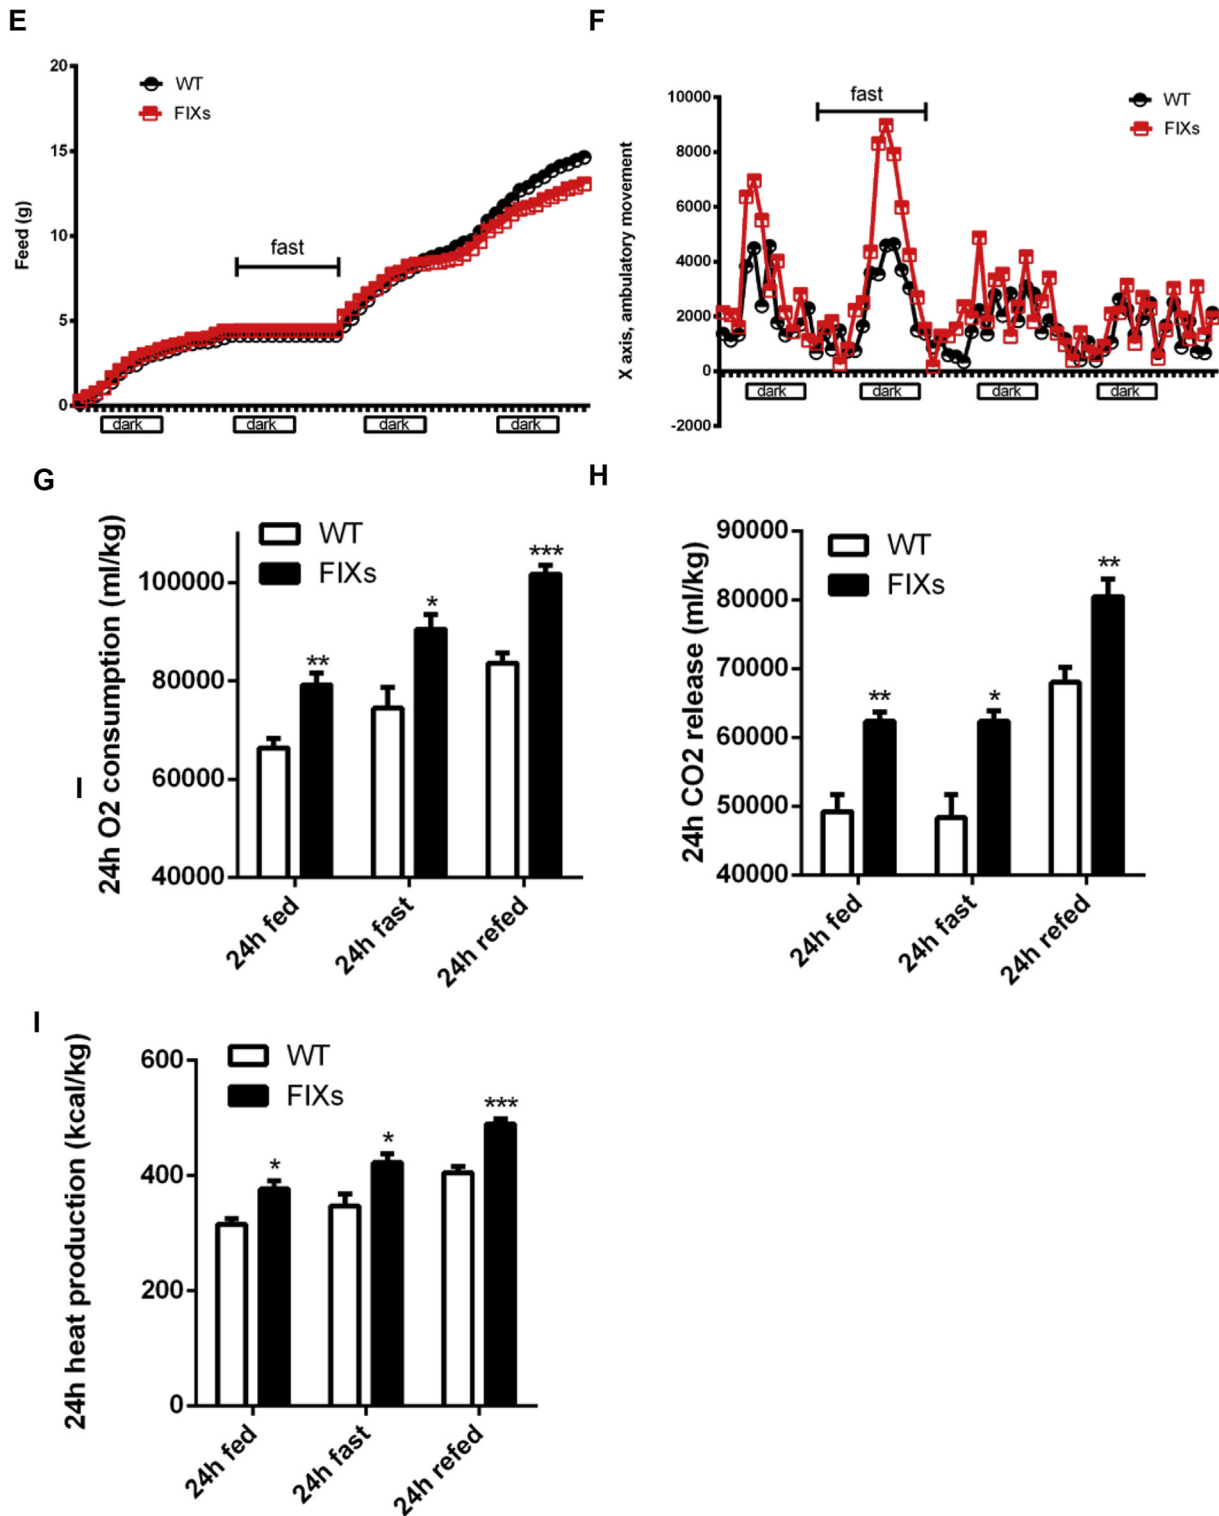 E
20
15
10
5
0
Feed (g)
WT
FIXs
fast
dark
dark
dark
dark
F
10000
8000
6000
4000
2000
0
-2000
X axis, ambulatory movement
fast
WT
FIXs
dark
dark
dark
dark
G
24h O2 consumption (ml/kg)
100000
80000
60000
40000
WT
FIXs
**
*
***
24h fed
24h fast
24h refed
I
H
24h CO2 release (ml/kg)
90000
80000
70000
60000
50000
40000
WT
FIXs
**
*
**
24h fed
24h fast
24h refed
I
24h heat production (kcal/kg)
600
400
200
0
WT
FIXs
*
*
***
24h fed
24h fast
24h refed